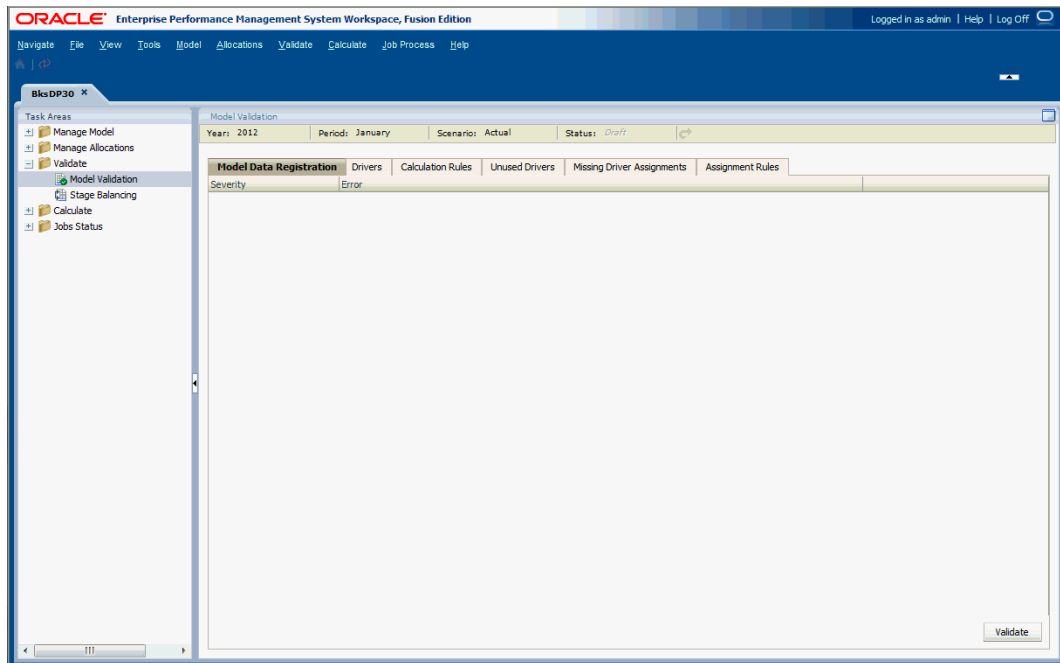 ORACLE® Enterprise Performance Management System Workspace, Fusion Edition
Logged in as admin | Help | Log Off
Navigate File View Tools Model Allocations Validate Calculate Job Process Help
BksDP30
Task Areas
Manage Model
Manage Allocations
Validate
Model Validation
Stage Balancing
Calculate
Jobs Status
Model Validation
Year: 2012 Period: January Scenario: Actual Status: Draft
Model Data Registration Drivers Calculation Rules Unused Drivers Missing Driver Assignments Assignment Rules
Severity Error
Validate